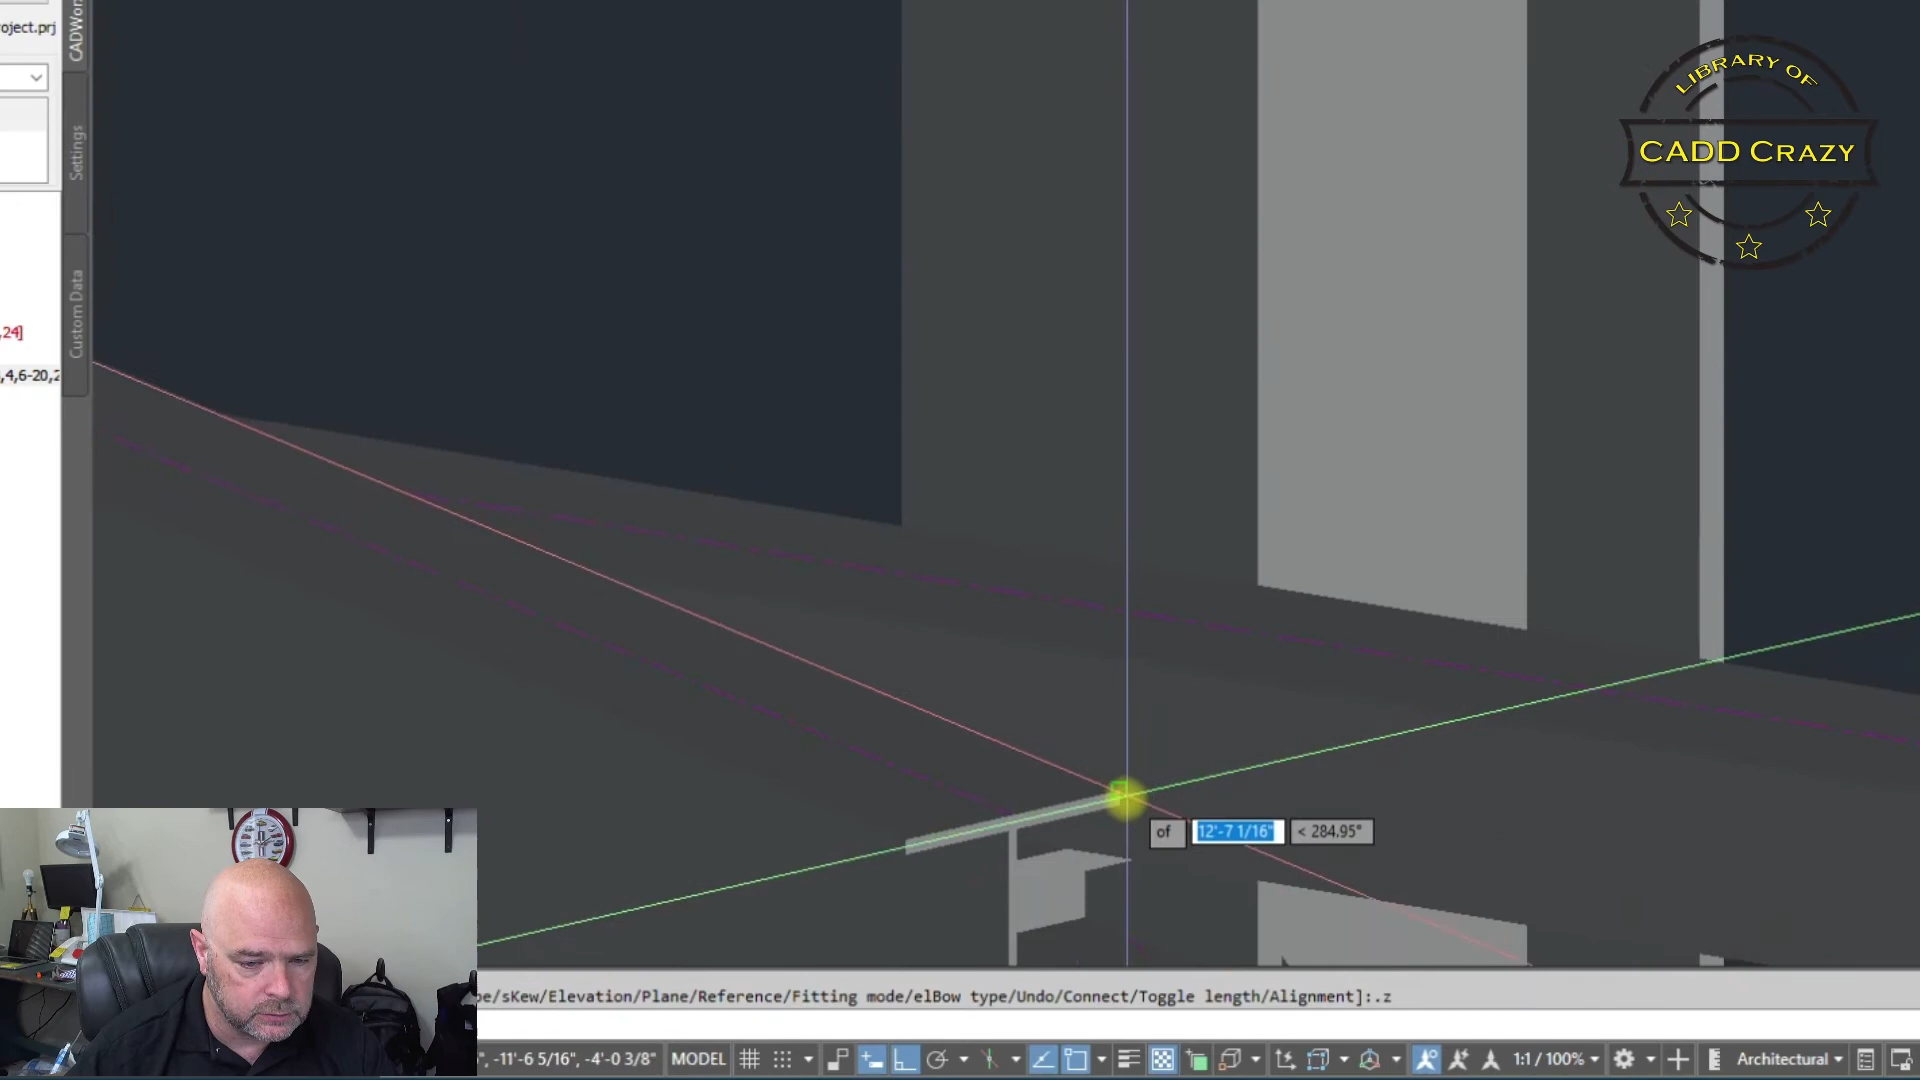 oject.prj
CADWor
Settings
Custom Data
,24]
,4,6-20,2
LIBRARY OF
CADD CRAZY
of 12'-7 1/16" < 284.95°
pe/sKew/Elevation/Plane/Reference/Fitting mode/elBow type/Undo/Connect/Toggle length/Alignment]:.z
", -11'-6 5/16", -4'-0 3/8" MODEL 1:1 / 100% Architectural